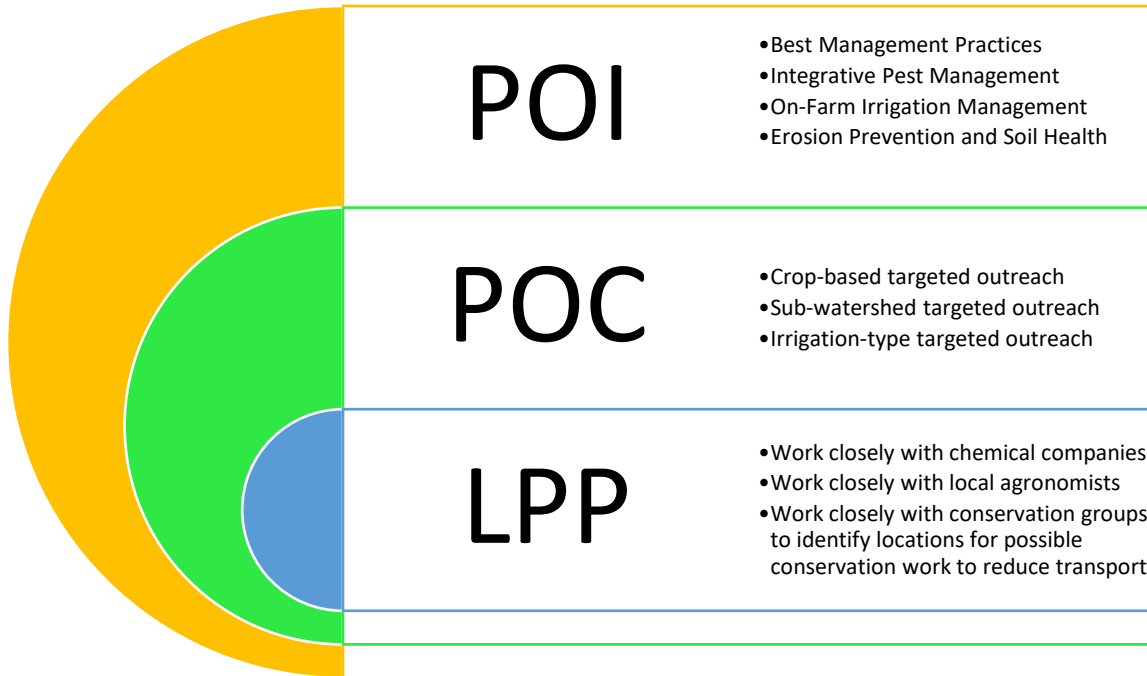 POI
•Best Management Practices
•Integrative Pest Management
•On-Farm Irrigation Management
•Erosion Prevention and Soil Health
POC
•Crop-based targeted outreach
•Sub-watershed targeted outreach
•Irrigation-type targeted outreach
LPP
•Work closely with chemical companies
•Work closely with local agronomists
•Work closely with conservation groups
to identify locations for possible
conservation work to reduce transport